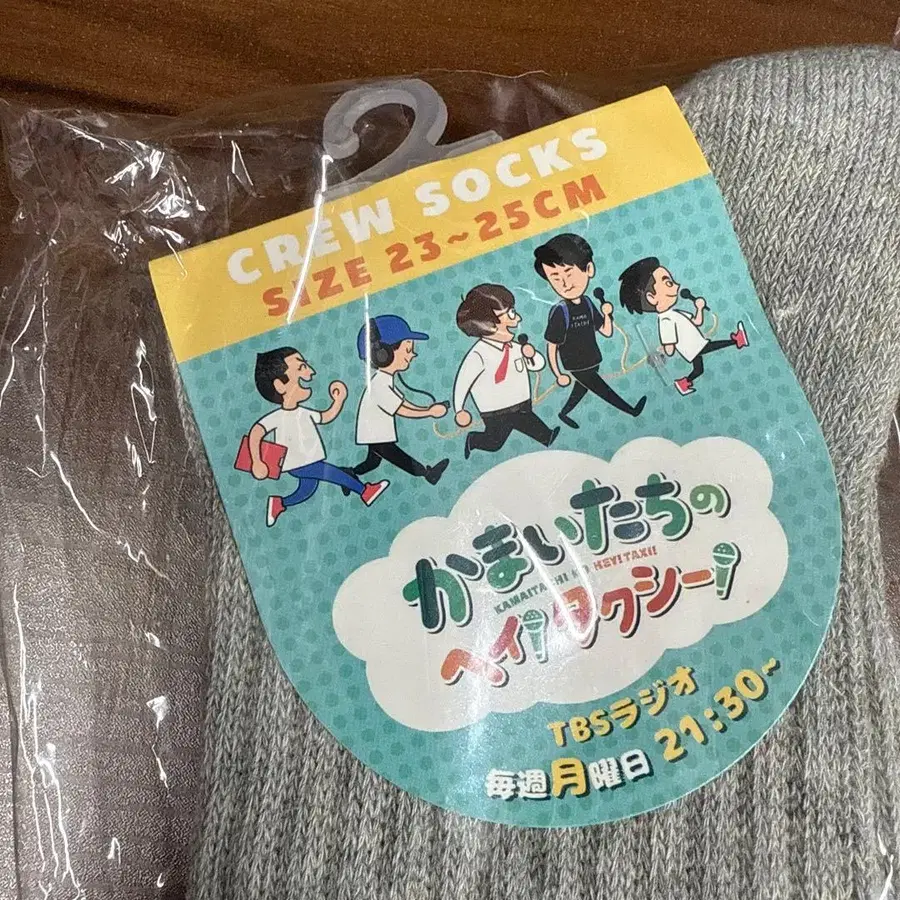 CREW SOCKS
SIZE 23~25CM
かまいたちの
KAMAITACHI NO HEY! TAXI!
ヘイ!タクシー!
TBSラジオ
毎週月曜日 21:30~